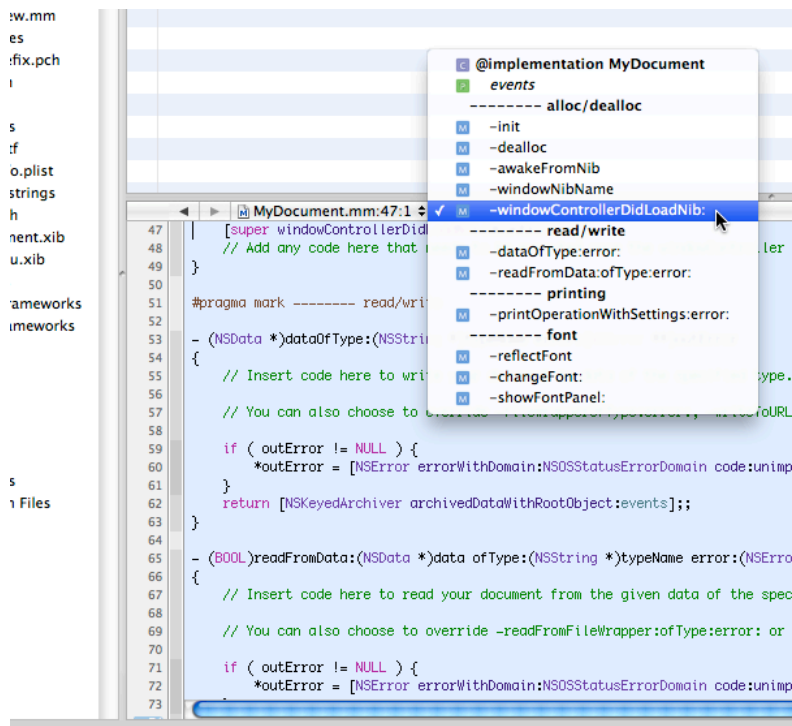 ew.mm
es
efix.pch
s
tf
o.plist
strings
h
ment.xib
u.xib
rameworks
ameworks
s
n Files
@implementation MyDocument
events
-------- alloc/dealloc
-init
-dealloc
-awakeFromNib
-windowNibName
✓ -windowControllerDidLoadNib:
-------- read/write
-dataOfType:error:
-readFromData:ofType:error:
-------- printing
-printOperationWithSettings:error:
-------- font
-reflectFont
-changeFont:
-showFontPanel:
MyDocument.mm:47:1
47 [super windowControllerDid
48 // Add any code here that ller
49 }
50
51 #pragma mark -------- read/wri
52
53 - (NSData *)dataOfType:(NSStri
54 {
55 // Insert code here to wri type.
56
57 // You can also choose to URL
58
59 if ( outError != NULL ) {
60 *outError = [NSError errorWithDomain:NSOSStatusErrorDomain code:unimp
61 }
62 return [NSKeyedArchiver archivedDataWithRootObject:events];;
63 }
64
65 - (BOOL)readFromData:(NSData *)data ofType:(NSString *)typeName error:(NSErro
66 {
67 // Insert code here to read your document from the given data of the spec
68
69 // You can also choose to override -readFromFileWrapper:ofType:error: or
70
71 if ( outError != NULL ) {
72 *outError = [NSError errorWithDomain:NSOSStatusErrorDomain code:unimp
73